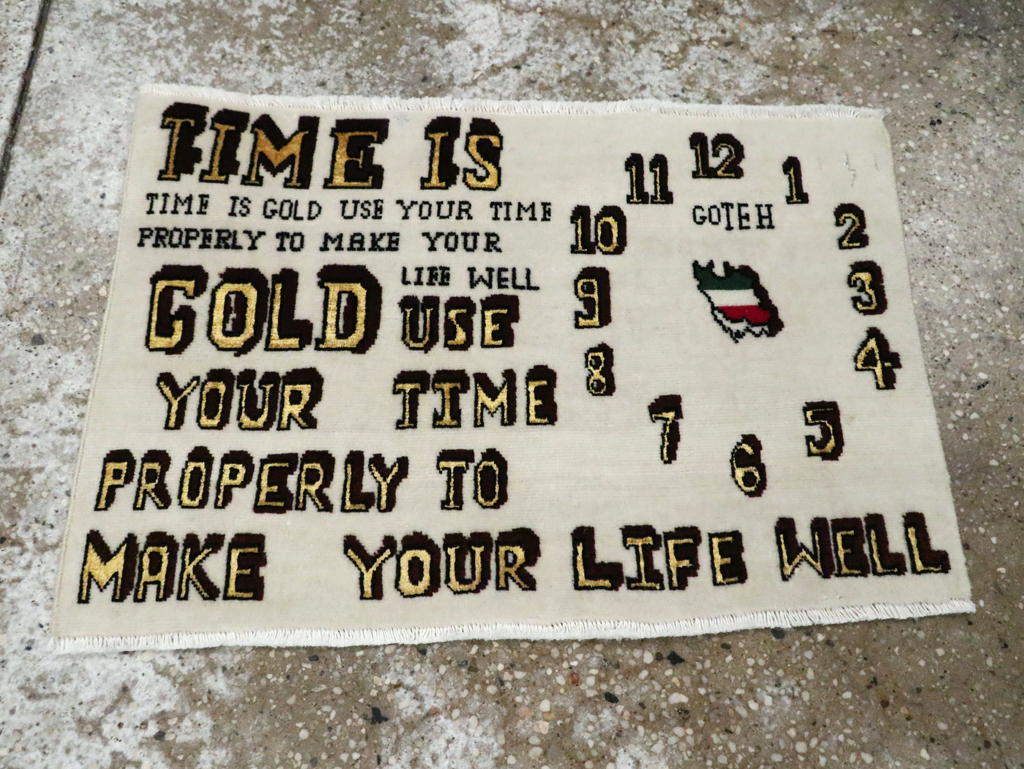 TIME IS
TIME IS GOLD USE YOUR TIME
PROPERLY TO MAKE YOUR
LIFE WELL
GOLD USE
YOUR TIME
PROPERLY TO
MAKE YOUR LIFE WELL
12
11 1
GOTEH
10 2
9 3
8 4
7 5
6